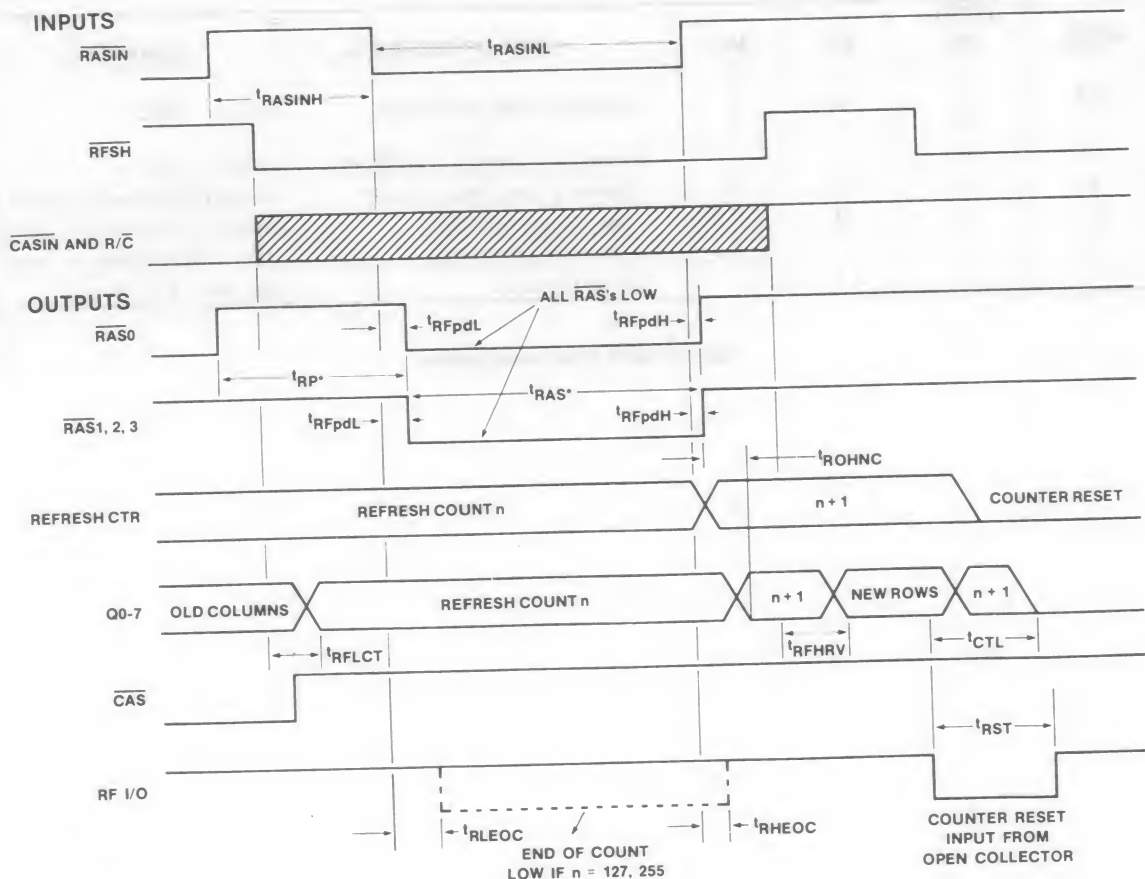 INPUTS
RASIN
tRASINL
tRASINH
RFSH
CASIN AND R/C
OUTPUTS
ALL RAS's LOW
RAS0
tRFpdL
tRFpdH
tRP*
tRAS*
RAS1, 2, 3
tRFpdL
tRFpdH
tROHNC
REFRESH CTR
REFRESH COUNT n
n + 1
COUNTER RESET
Q0-7
OLD COLUMNS
REFRESH COUNT n
n + 1
NEW ROWS
n + 1
tRFLCT
tRFHRV
tCTL
CAS
tRST
RF I/O
tRLEOC
tRHEOC
END OF COUNT
LOW IF n = 127, 255
COUNTER RESET
INPUT FROM
OPEN COLLECTOR